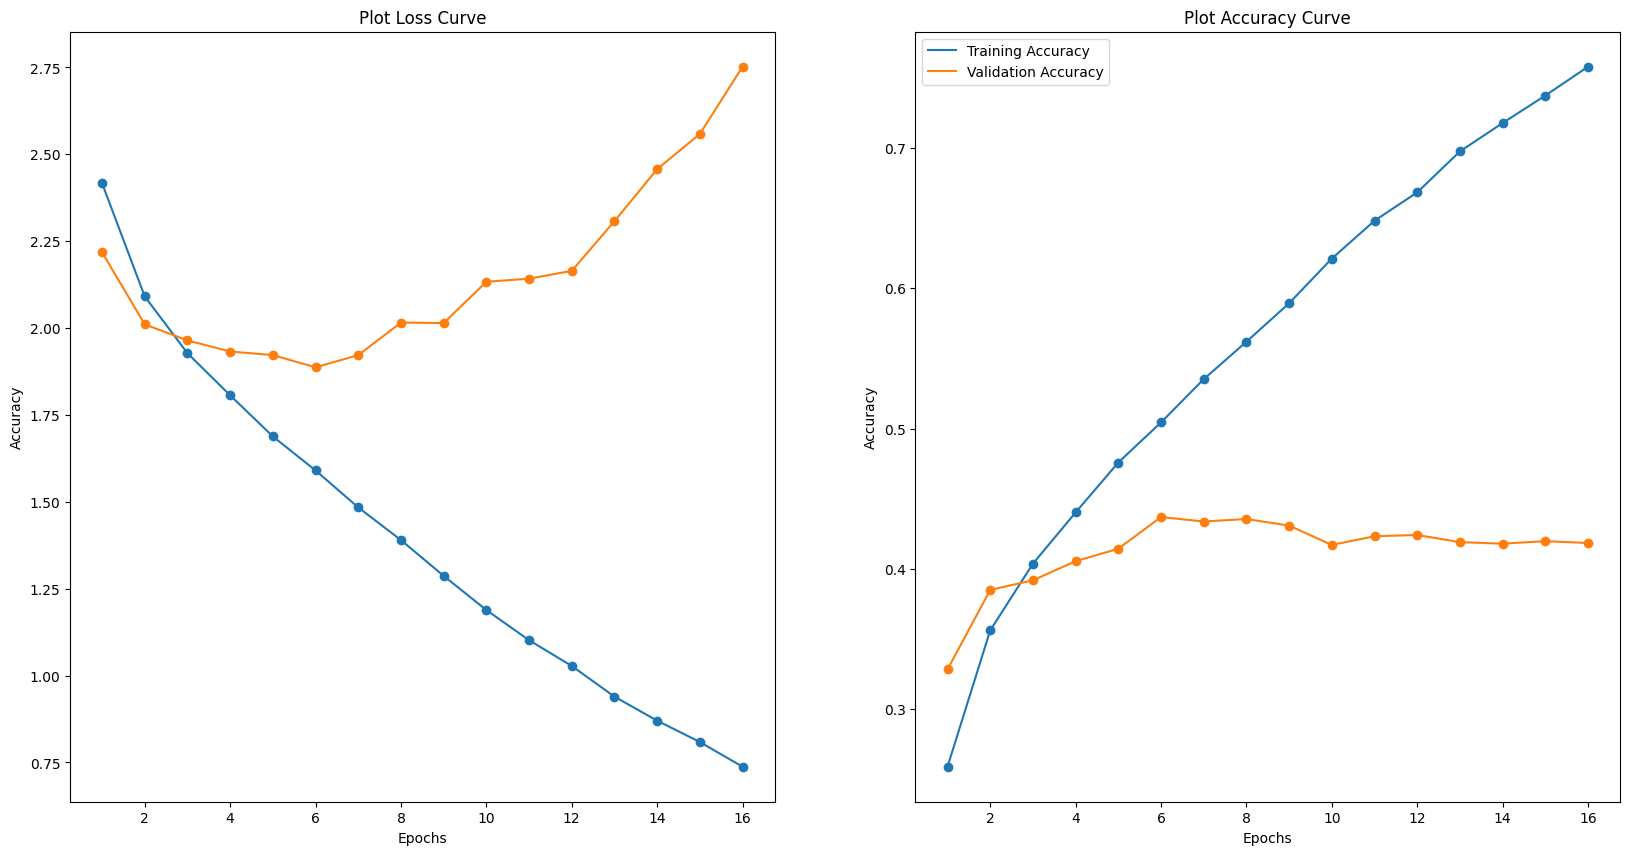 Plot Loss Curve
Accuracy
2.75
2.50
2.25
2.00
1.75
1.50
1.25
1.00
0.75
2 4 6 8 10 12 14 16
Epochs
Plot Accuracy Curve
Training Accuracy
Validation Accuracy
Accuracy
0.7
0.6
0.5
0.4
0.3
2 4 6 8 10 12 14 16
Epochs